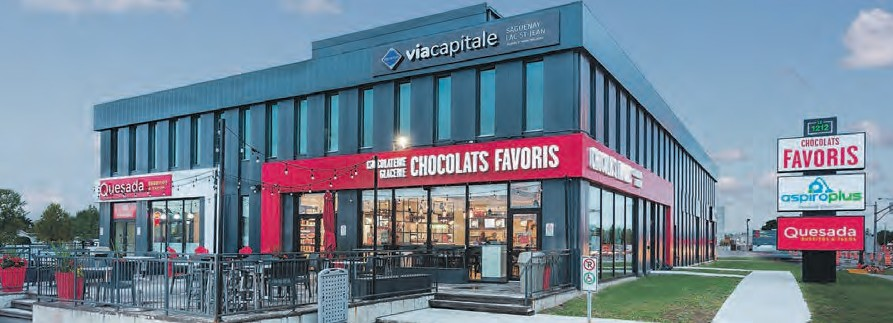 viacapitale
SAGUENAY
LAC-ST-JEAN
CHOCOLATERIE
GLACERIE
CHOCOLATS FAVORIS
Quesada
1212
CHOCOLATS
FAVORIS
aspiroplus
Quesada
BURRITOS & TACOS
P